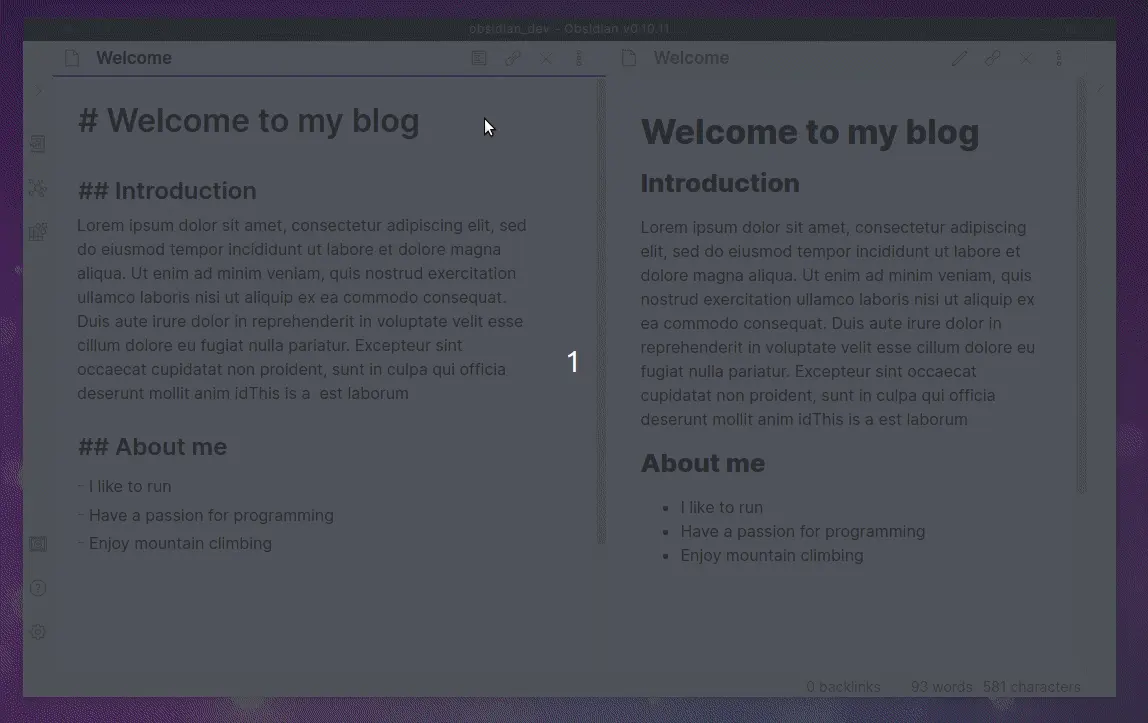 obsidian_dev - Obsidian v0.10.11
Welcome
# Welcome to my blog
## Introduction
Lorem ipsum dolor sit amet, consectetur adipiscing elit, sed
do eiusmod tempor incididunt ut labore et dolore magna
aliqua. Ut enim ad minim veniam, quis nostrud exercitation
ullamco laboris nisi ut aliquip ex ea commodo consequat.
Duis aute irure dolor in reprehenderit in voluptate velit esse
cillum dolore eu fugiat nulla pariatur. Excepteur sint
occaecat cupidatat non proident, sunt in culpa qui officia
deserunt mollit anim idThis is a  est laborum
## About me
- I like to run
- Have a passion for programming
- Enjoy mountain climbing
1
Welcome
Welcome to my blog
Introduction
Lorem ipsum dolor sit amet, consectetur adipiscing
elit, sed do eiusmod tempor incididunt ut labore et
dolore magna aliqua. Ut enim ad minim veniam, quis
nostrud exercitation ullamco laboris nisi ut aliquip ex
ea commodo consequat. Duis aute irure dolor in
reprehenderit in voluptate velit esse cillum dolore eu
fugiat nulla pariatur. Excepteur sint occaecat
cupidatat non proident, sunt in culpa qui officia
deserunt mollit anim idThis is a est laborum
About me
• I like to run
• Have a passion for programming
• Enjoy mountain climbing
0 backlinks 93 words 581 characters